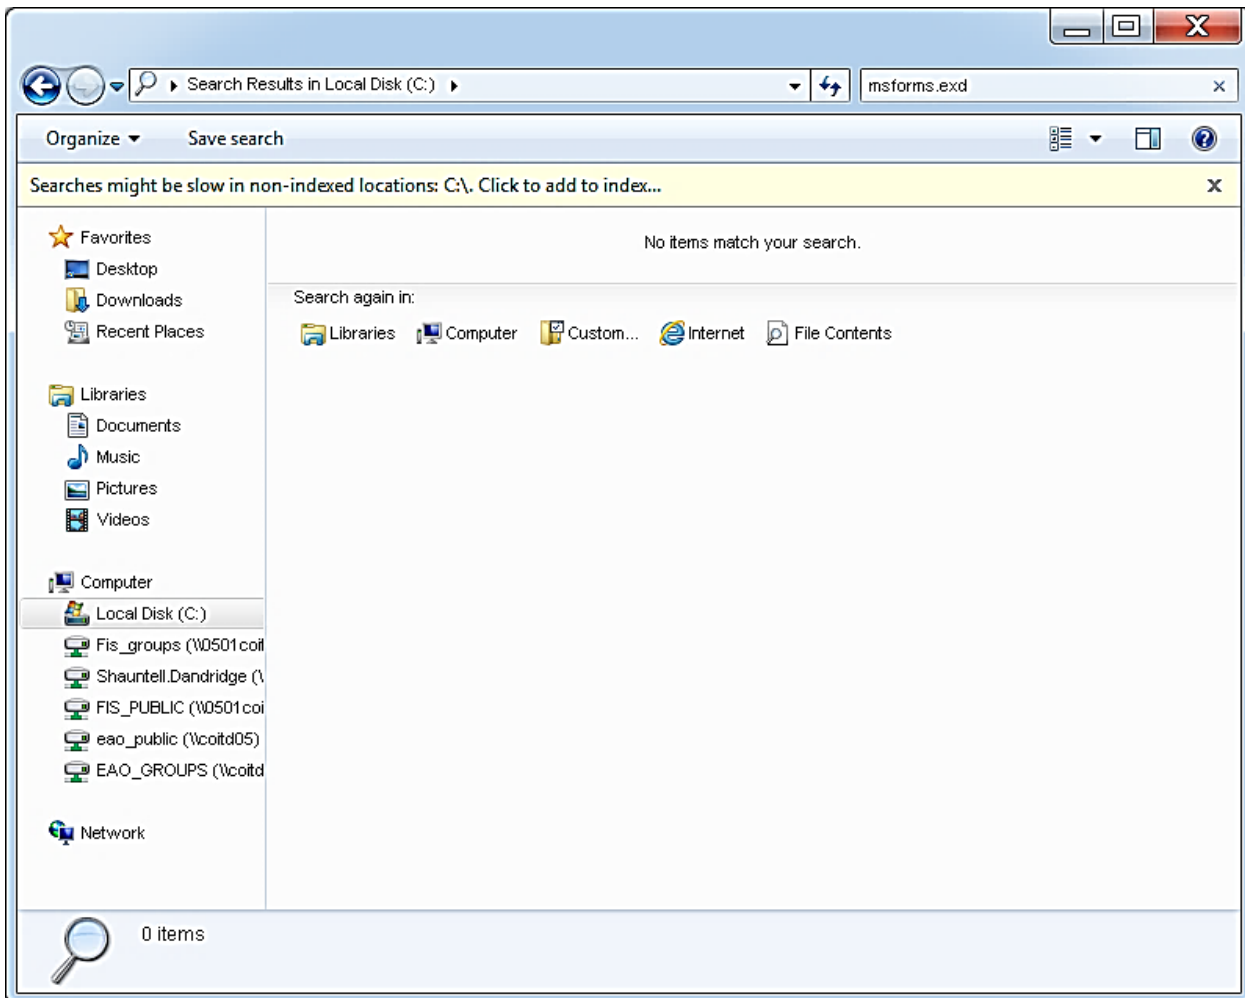 Search Results in Local Disk (C:)
msforms.exd
Organize
Save search
Searches might be slow in non-indexed locations: C:\. Click to add to index...
Favorites
Desktop
Downloads
Recent Places
Libraries
Documents
Music
Pictures
Videos
Computer
Local Disk (C:)
Fis_groups (\\0501coit
Shauntell.Dandridge (\
FIS_PUBLIC (\\0501coi
eao_public (\\coitd05)
EAO_GROUPS (\\coitd
Network
No items match your search.
Search again in:
Libraries Computer Custom... Internet File Contents
0 items